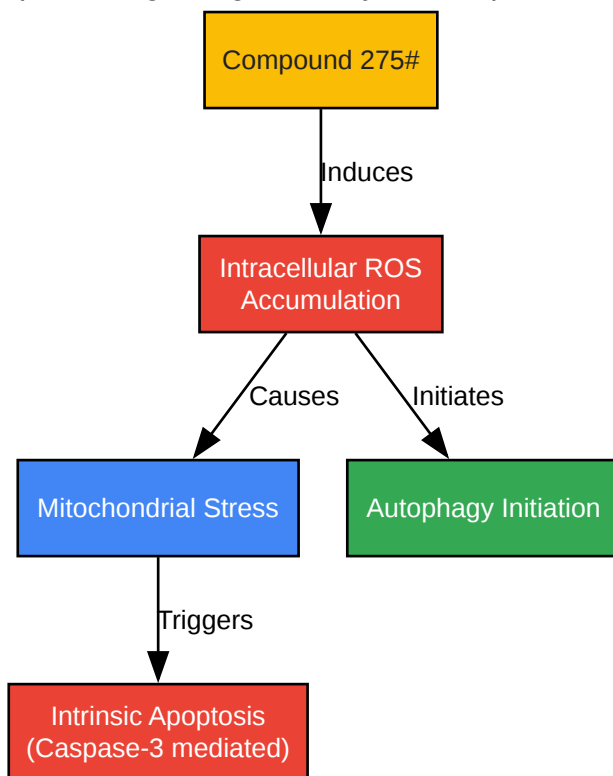 Compound 275#
Induces
Intracellular ROS
Accumulation
Causes
Initiates
Mitochondrial Stress
Autophagy Initiation
Triggers
Intrinsic Apoptosis
(Caspase-3 mediated)